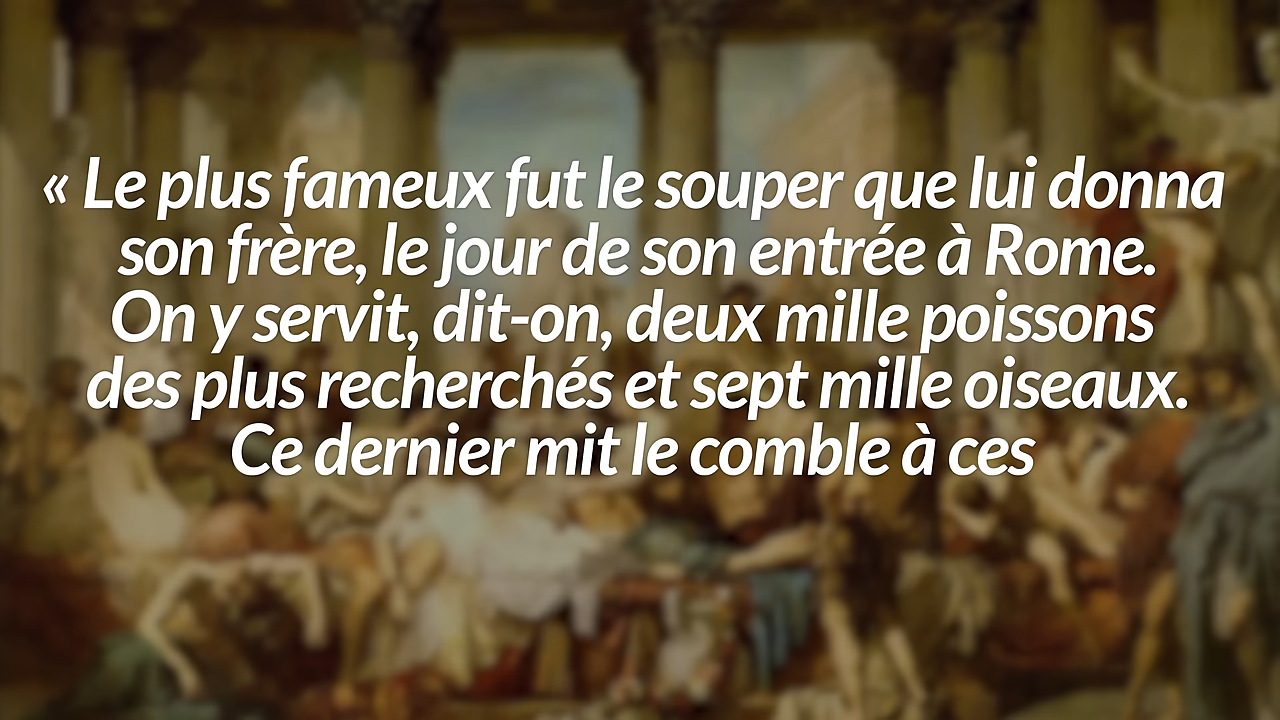 « Le plus fameux fut le souper que lui donna
son frère, le jour de son entrée à Rome.
On y servit, dit-on, deux mille poissons
des plus recherchés et sept mille oiseaux.
Ce dernier mit le comble à ces